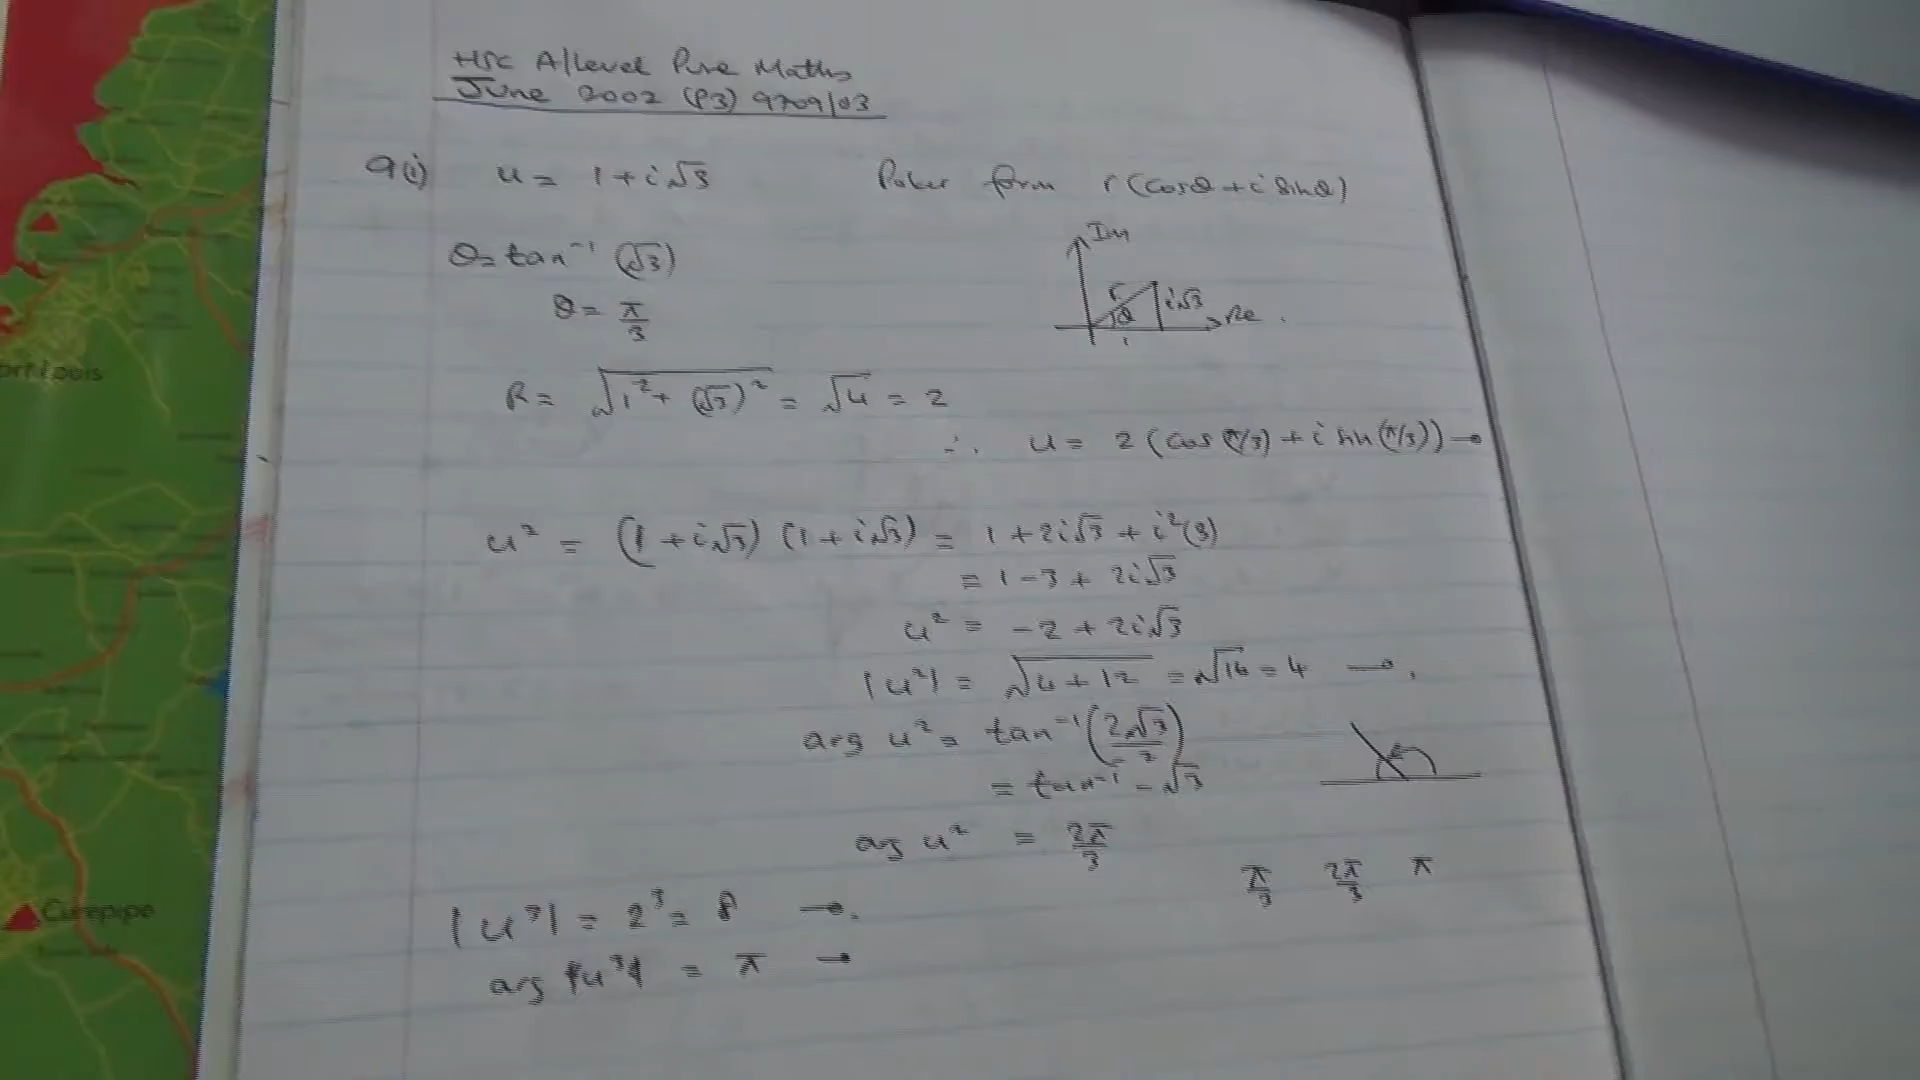 HSC A/Level Pure Maths
June 2002 (P3) 9709/03
9(i) u = 1 + i√3 Polar form r(cosθ + i sinθ)
Im
θ = tan⁻¹ (√3)
r i√3
θ Re
θ = π/3
1
R = √(1² + (√3)²) = √4 = 2
∴ u = 2 (cos(π/3) + i sin(π/3))
u² = (1 + i√3) (1 + i√3) = 1 + 2i√3 + i²(3)
= 1 - 3 + 2i√3
u² = -2 + 2i√3
|u²| = √(4 + 12) = √16 = 4
arg u² = tan⁻¹ (2√3/2)
= tan⁻¹ -√3
arg u² = 2π/3
π/3 2π/3 π
|u³| = 2³ = 8
arg u³ = π
Port Louis
Curepipe